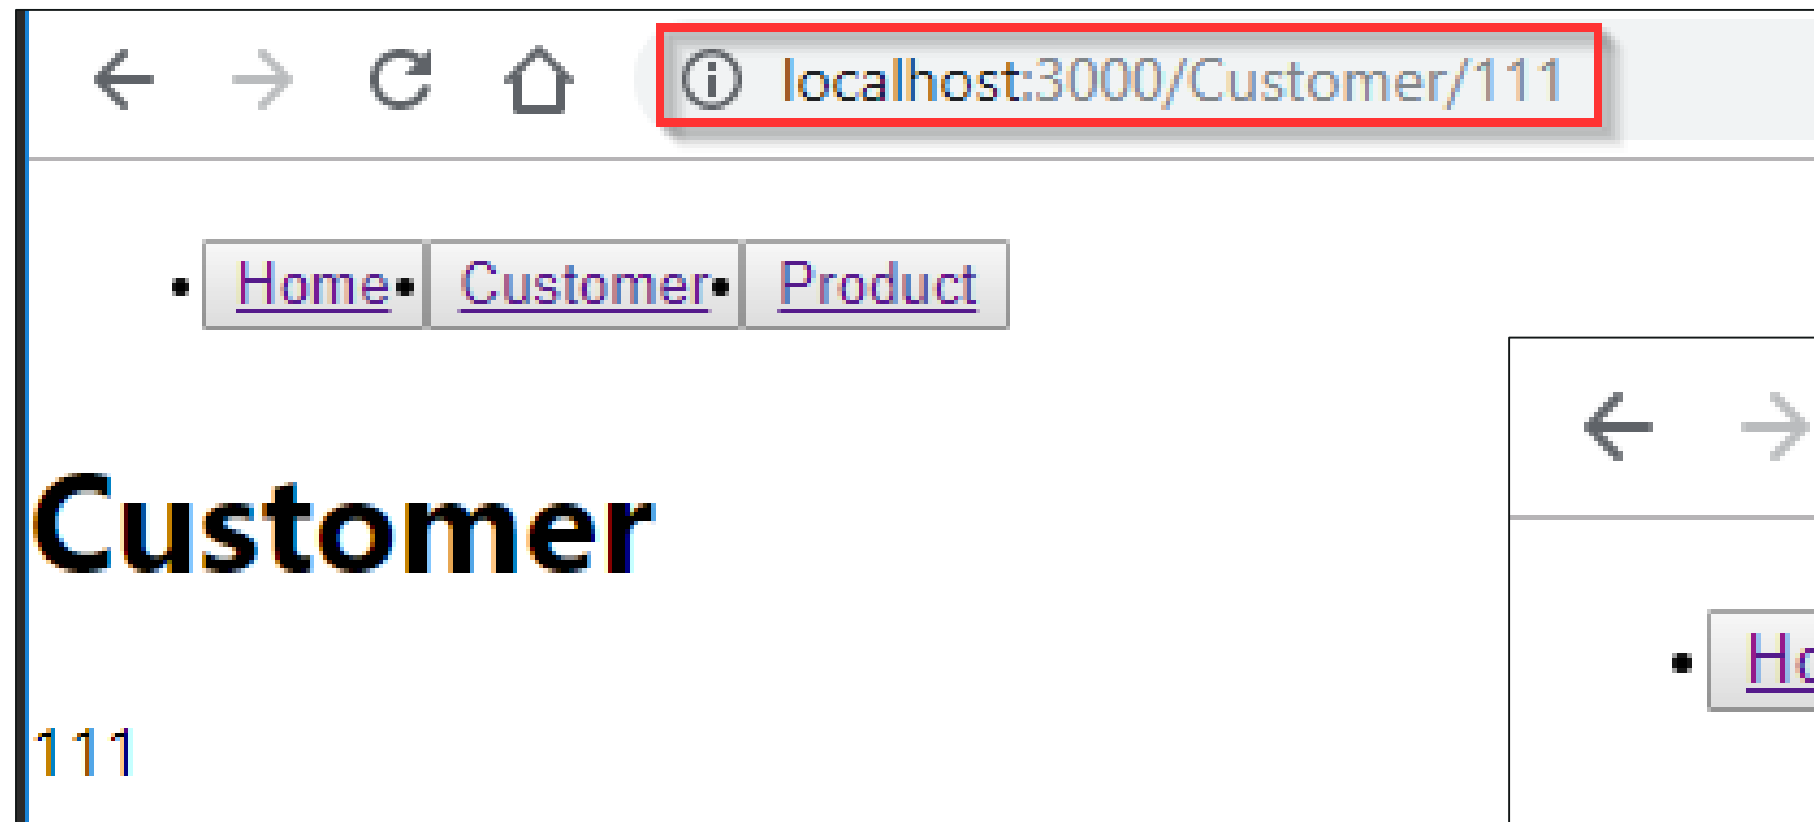 localhost:3000/Customer/111
• Home • Customer • Product
Customer
111